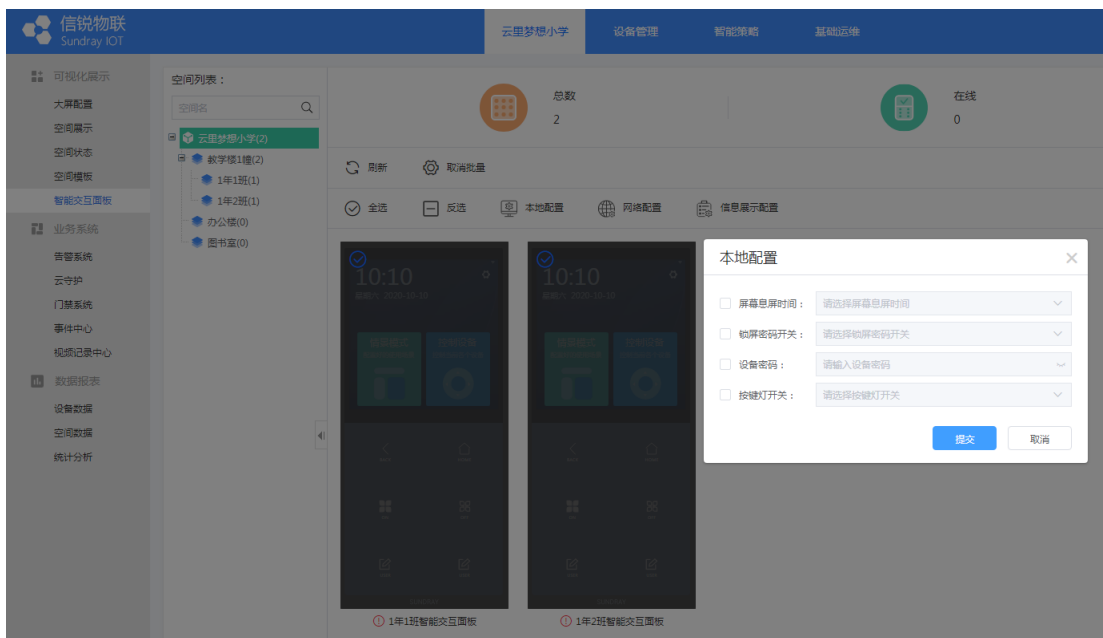 信锐物联
Sundray IOT
云里梦想小学
设备管理
智能策略
基础运维
可视化展示
大屏配置
空间展示
空间状态
空间模板
智能交互面板
业务系统
告警系统
云守护
门禁系统
事件中心
视频记录中心
数据报表
设备数据
空间数据
统计分析
空间列表：
空间名
云里梦想小学(2)
教学楼1幢(2)
1年1班(1)
1年2班(1)
办公楼(0)
图书室(0)
总数
2
在线
0
刷新
取消批量
全选
反选
本地配置
网络配置
信息展示配置
10:10
星期六 2020-10-10
10:10
星期六 2020-10-10
1年1班智能交互面板
1年2班智能交互面板
本地配置
屏幕息屏时间：
请选择屏幕息屏时间
锁屏密码开关：
请选择锁屏密码开关
设备密码：
请输入设备密码
按键灯开关：
请选择按键灯开关
提交
取消